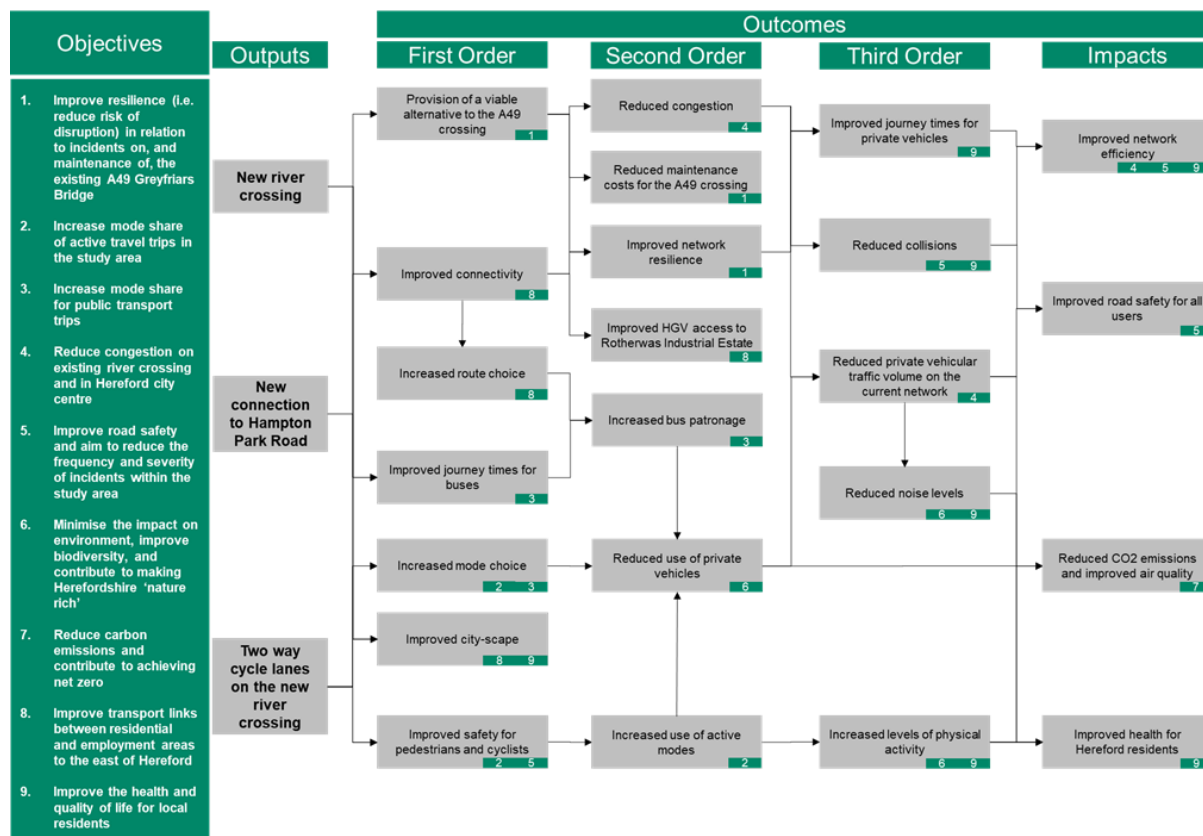 Objectives
1. Improve resilience (i.e.
reduce risk of
disruption) in relation
to incidents on, and
maintenance of, the
existing A49 Greyfriars
Bridge
2. Increase mode share
of active travel trips in
the study area
3. Increase mode share
for public transport
trips
4. Reduce congestion on
existing river crossing
and in Hereford city
centre
5. Improve road safety
and aim to reduce the
frequency and severity
of incidents within the
study area
6. Minimise the impact on
environment, improve
biodiversity, and
contribute to making
Herefordshire ‘nature
rich’
7. Reduce carbon
emissions and
contribute to achieving
net zero
8. Improve transport links
between residential
and employment areas
to the east of Hereford
9. Improve the health and
quality of life for local
residents
Outputs
New river
crossing
New
connection
to Hampton
Park Road
Two way
cycle lanes
on the new
river
crossing
Outcomes
First Order
Provision of a viable
alternative to the A49
crossing
1
Improved connectivity
8
Increased route choice
8
Improved journey times for
buses
3
Increased mode choice
2 3
Improved city-scape
8 9
Improved safety for
pedestrians and cyclists
2 5
Second Order
Reduced congestion
4
Reduced maintenance
costs for the A49 crossing
1
Improved network
resilience
1
Improved HGV access to
Rotherwas Industrial Estate
8
Increased bus patronage
3
Reduced use of private
vehicles
6
Increased use of active
modes
2
Third Order
Improved journey times for
private vehicles
9
Reduced collisions
5 9
Reduced private vehicular
traffic volume on the
current network
4
Reduced noise levels
6 9
Increased levels of physical
activity
6 9
Impacts
Improved network
efficiency
4 5 9
Improved road safety for all
users
5
Reduced CO2 emissions
and improved air quality
7
Improved health for
Hereford residents
9